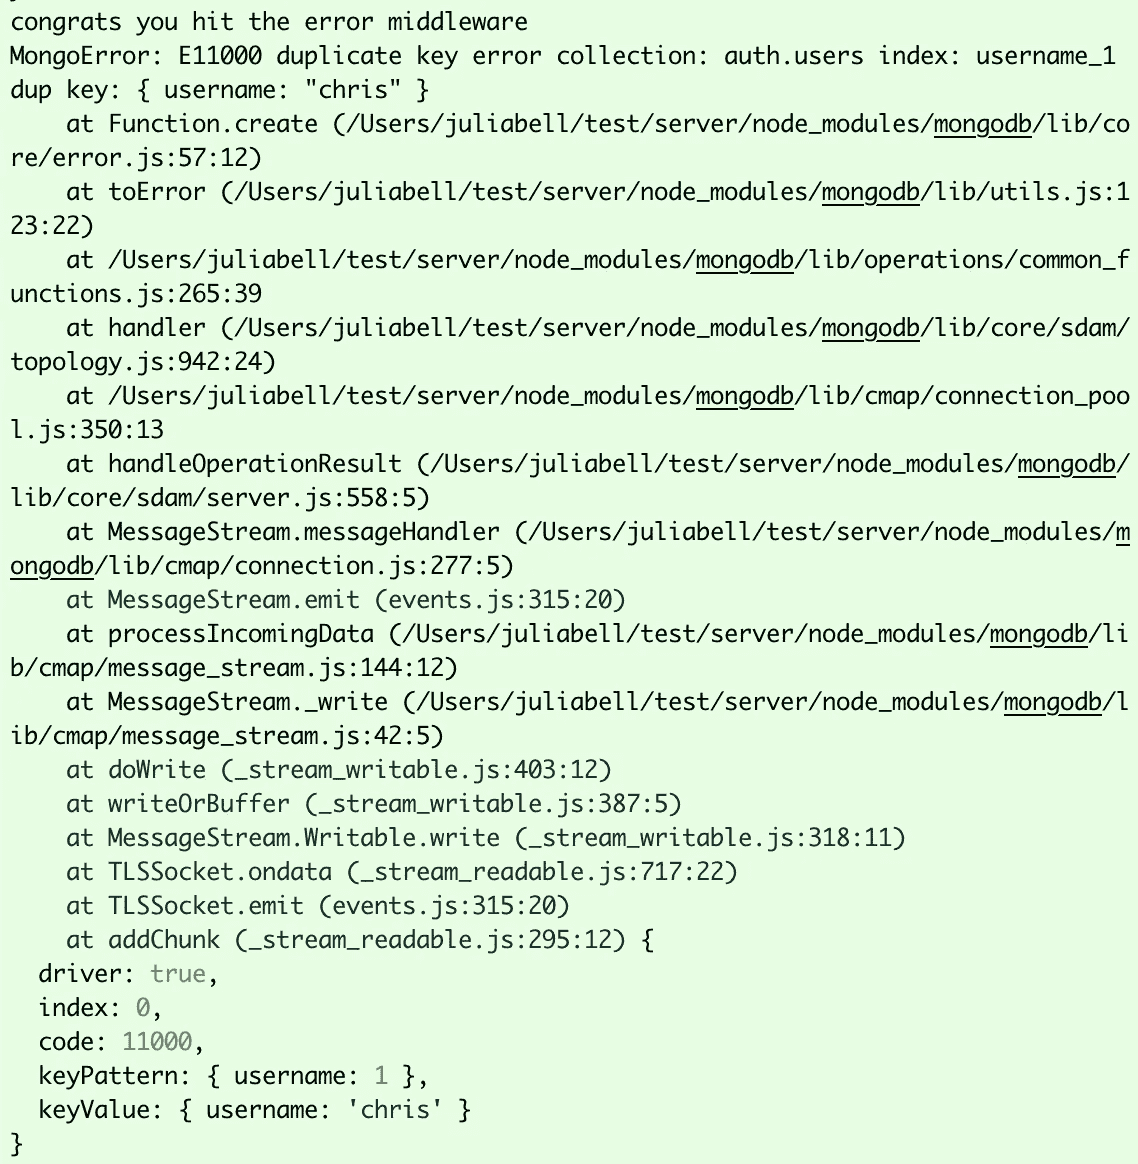 congrats you hit the error middleware
MongoError: E11000 duplicate key error collection: auth.users index: username_1
dup key: { username: "chris" }
    at Function.create (/Users/juliabell/test/server/node_modules/mongodb/lib/co
re/error.js:57:12)
    at toError (/Users/juliabell/test/server/node_modules/mongodb/lib/utils.js:1
23:22)
    at /Users/juliabell/test/server/node_modules/mongodb/lib/operations/common_f
unctions.js:265:39
    at handler (/Users/juliabell/test/server/node_modules/mongodb/lib/core/sdam/
topology.js:942:24)
    at /Users/juliabell/test/server/node_modules/mongodb/lib/cmap/connection_poo
l.js:350:13
    at handleOperationResult (/Users/juliabell/test/server/node_modules/mongodb/
lib/core/sdam/server.js:558:5)
    at MessageStream.messageHandler (/Users/juliabell/test/server/node_modules/m
ongodb/lib/cmap/connection.js:277:5)
    at MessageStream.emit (events.js:315:20)
    at processIncomingData (/Users/juliabell/test/server/node_modules/mongodb/li
b/cmap/message_stream.js:144:12)
    at MessageStream._write (/Users/juliabell/test/server/node_modules/mongodb/l
ib/cmap/message_stream.js:42:5)
    at doWrite (_stream_writable.js:403:12)
    at writeOrBuffer (_stream_writable.js:387:5)
    at MessageStream.Writable.write (_stream_writable.js:318:11)
    at TLSSocket.ondata (_stream_readable.js:717:22)
    at TLSSocket.emit (events.js:315:20)
    at addChunk (_stream_readable.js:295:12) {
  driver: true,
  index: 0,
  code: 11000,
  keyPattern: { username: 1 },
  keyValue: { username: 'chris' }
}